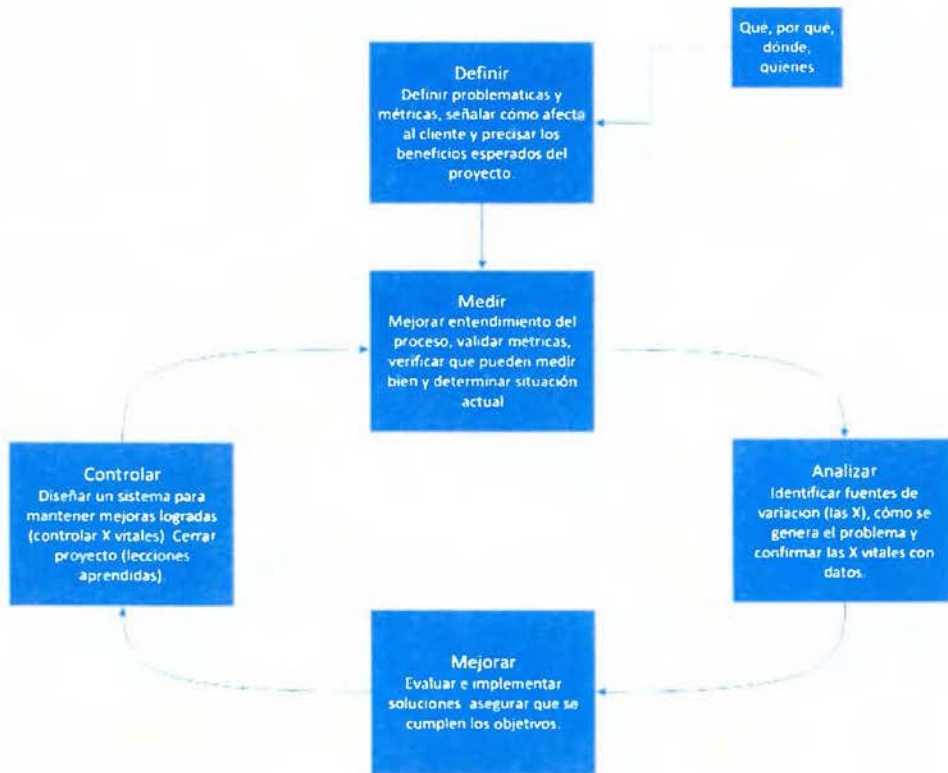 Qué, por qué,
dónde,
quienes
Definir
Definir problematicas y
métricas, señalar cómo afecta
al cliente y precisar los
beneficios esperados del
proyecto.
Medir
Mejorar entendimiento del
proceso, validar métricas,
verificar que pueden medir
bien y determinar situación
actual
Analizar
Identificar fuentes de
variacion (las X), cómo se
genera el problema y
confirmar las X vitales con
datos.
Mejorar
Evaluar e implementar
soluciones asegurar que se
cumplen los objetivos.
Controlar
Diseñar un sistema para
mantener mejoras logradas
(controlar X vitales) Cerrar
proyecto (lecciones
aprendidas).